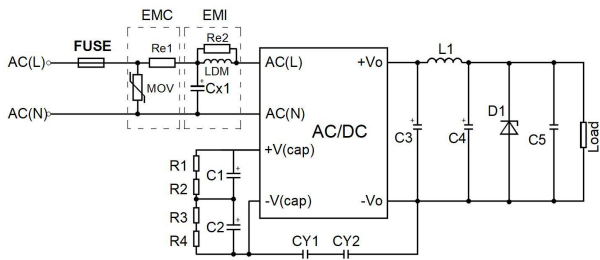 EMC EMI
FUSE Re1 Re2 L1
AC(L) LDM AC(L) +Vo
MOV Cx1
AC(N) AC(N) D1
AC/DC C3 C4 C5 Load
+V(cap)
R1 C1
R2
-V(cap) -Vo
R3 C2
R4
CY1 CY2